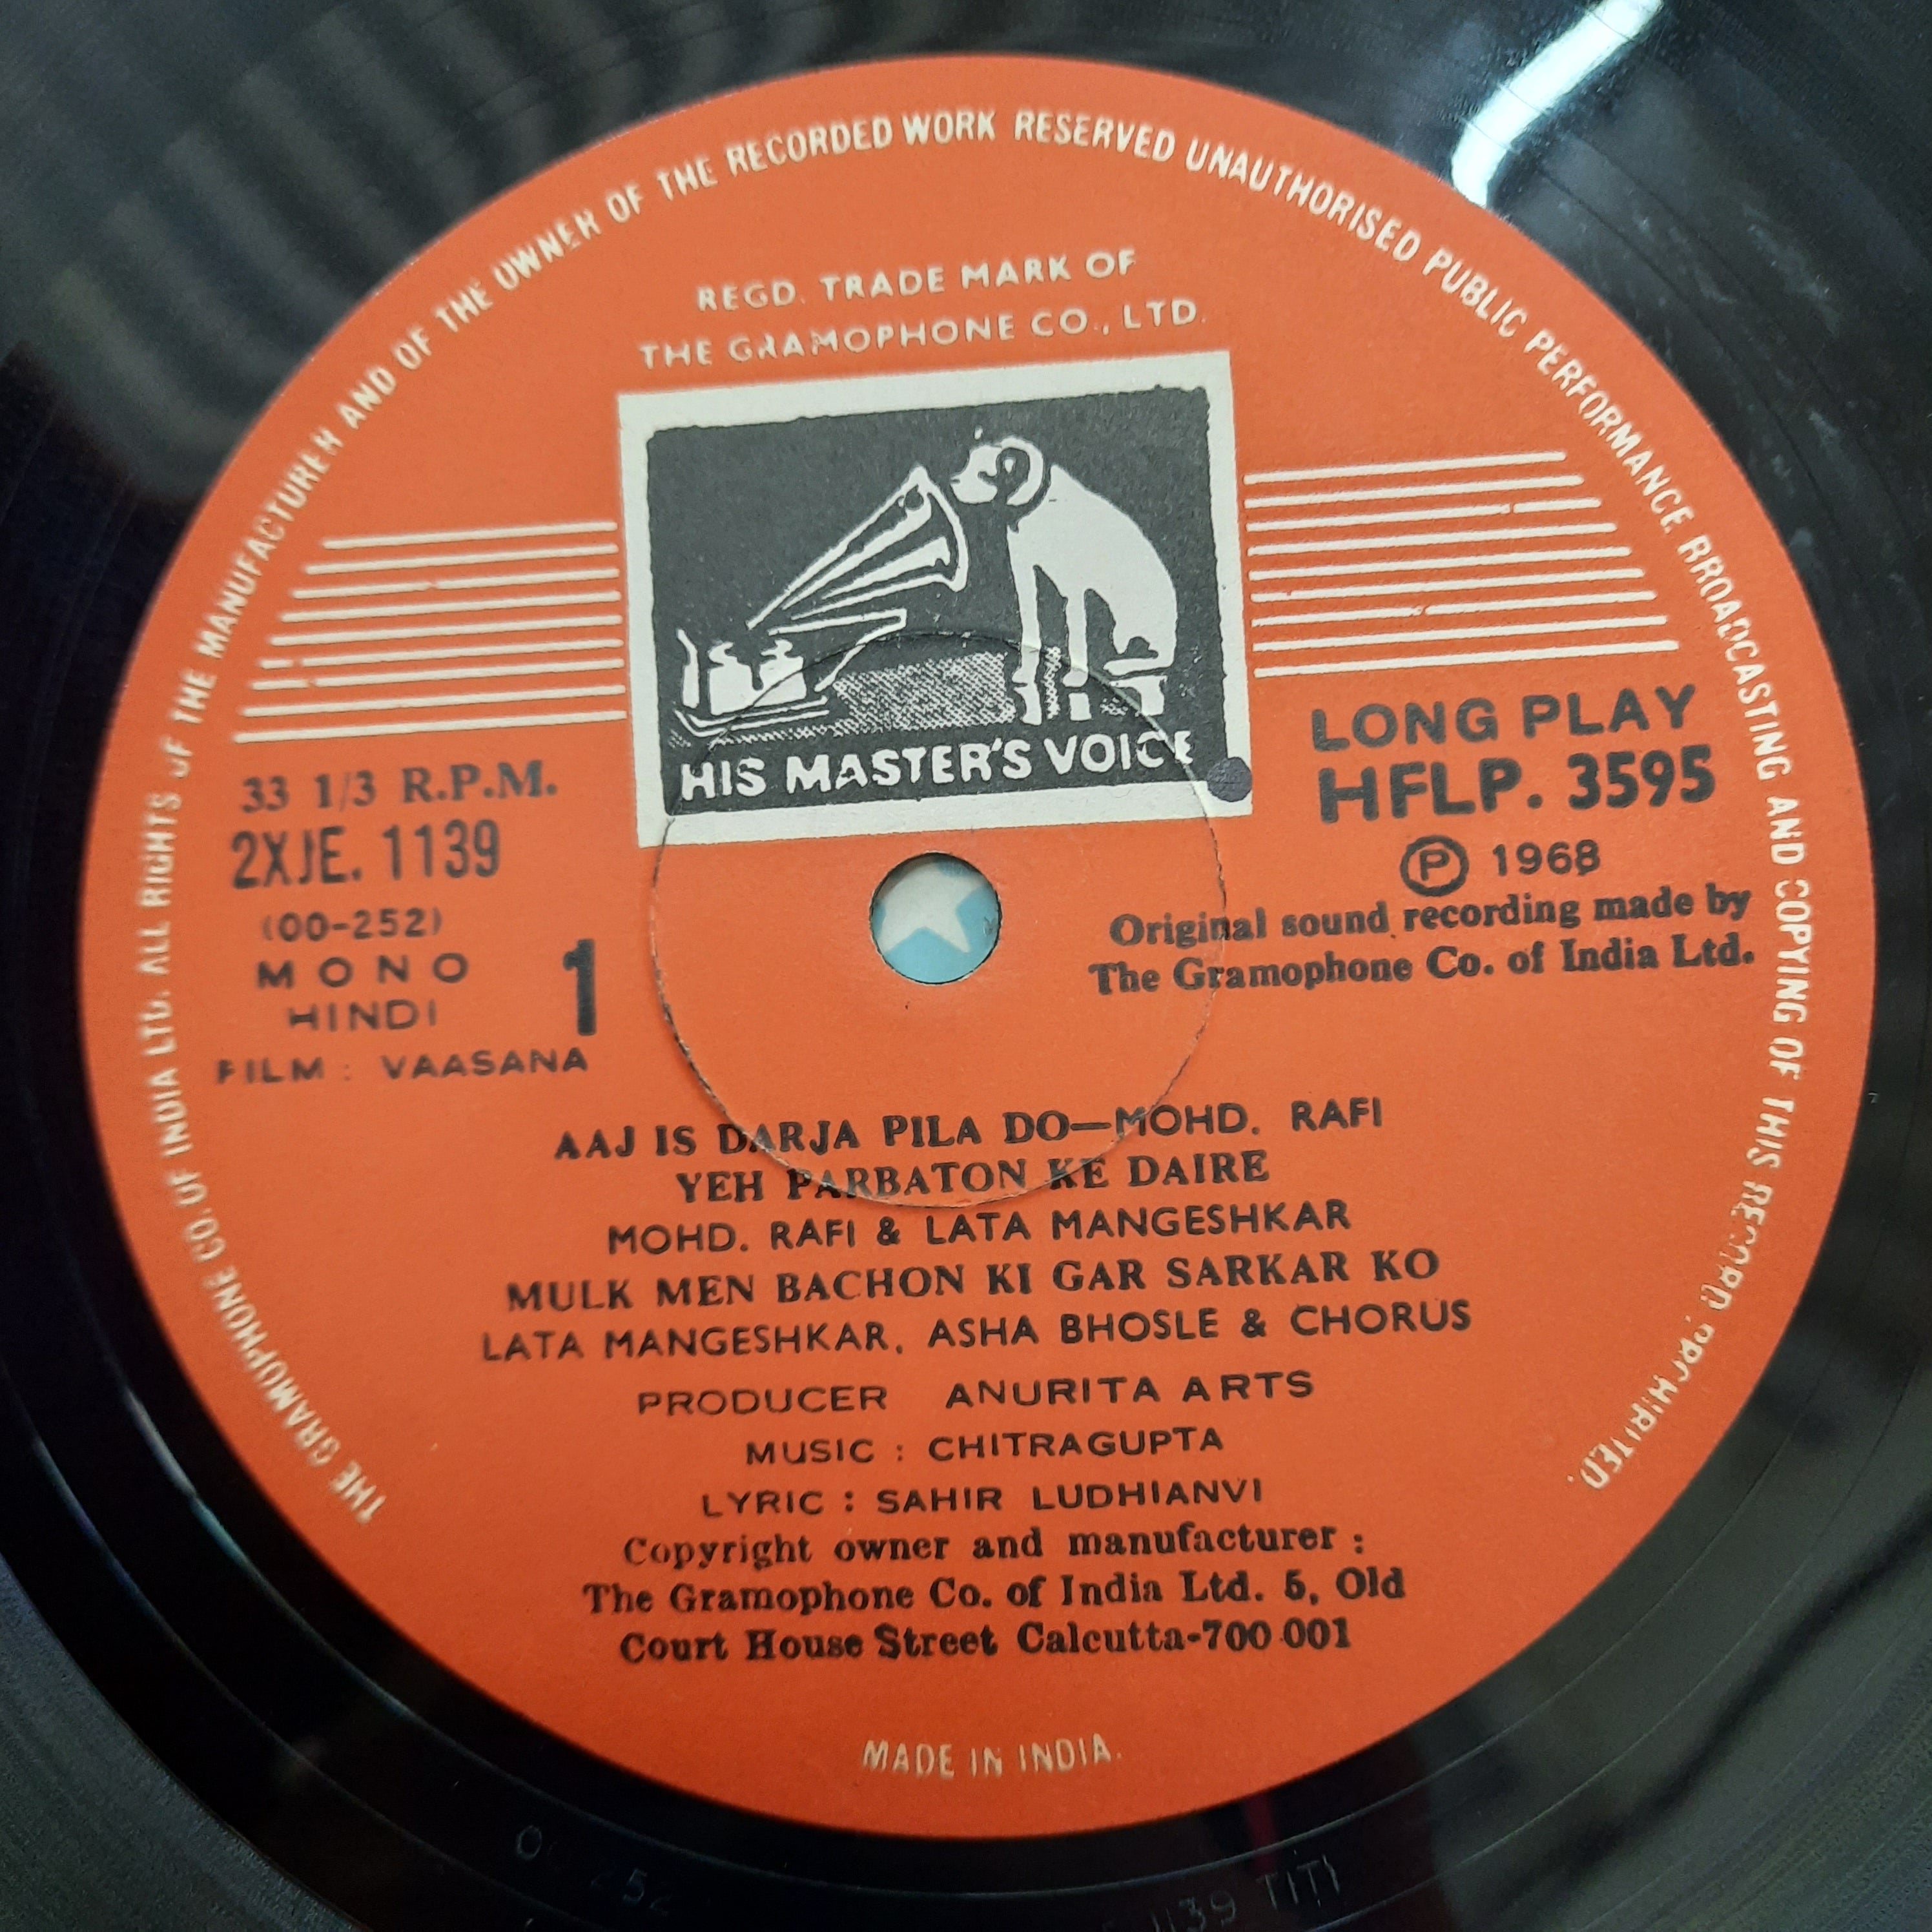 THE GRAMOPHONE CO. OF INDIA LTD. ALL RIGHTS OF THE MANUFACTURER AND OF THE OWNER OF THE RECORDED WORK RESERVED UNAUTHORISED PUBLIC PERFORMANCE BROADCASTING AND COPYING OF THIS RECORD PROHIBITED.
REGD. TRADE MARK OF
THE GRAMOPHONE CO., LTD.
HIS MASTER'S VOICE
33 1/3 R.P.M.
2XJE. 1139
(00-252)
MONO
HINDI
1
FILM : VAASANA
LONG PLAY
HFLP. 3595
Ⓟ 1968
Original sound recording made by
The Gramophone Co. of India Ltd.
AAJ IS DARJA PILA DO—MOHD. RAFI
YEH PARBATON KE DAIRE
MOHD. RAFI & LATA MANGESHKAR
MULK MEN BACHON KI GAR SARKAR KO
LATA MANGESHKAR, ASHA BHOSLE & CHORUS
PRODUCER ANURITA ARTS
MUSIC : CHITRAGUPTA
LYRIC : SAHIR LUDHIANVI
Copyright owner and manufacturer :
The Gramophone Co. of India Ltd. 5, Old
Court House Street Calcutta-700 001
MADE IN INDIA.